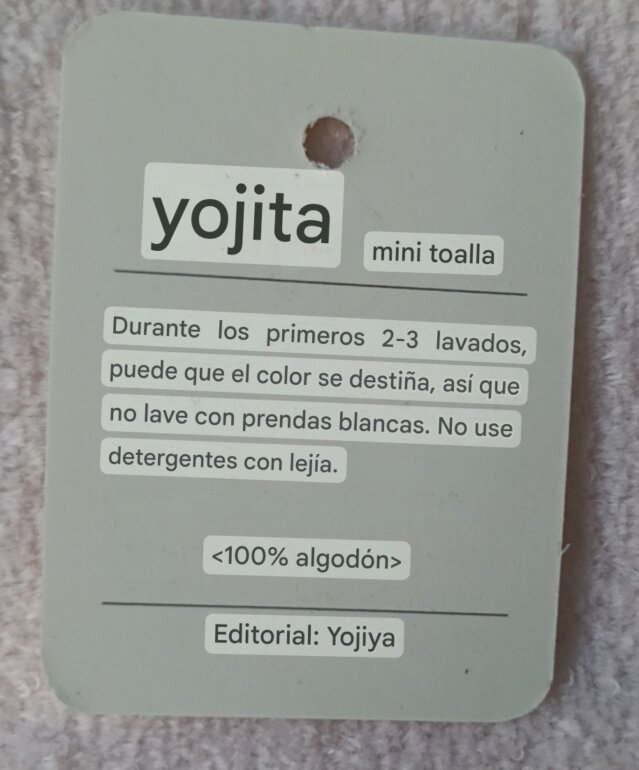 yojita mini toalla
Durante los primeros 2-3 lavados,
puede que el color se destiña, así que
no lave con prendas blancas. No use
detergentes con lejía.
<100% algodón>
Editorial: Yojiya